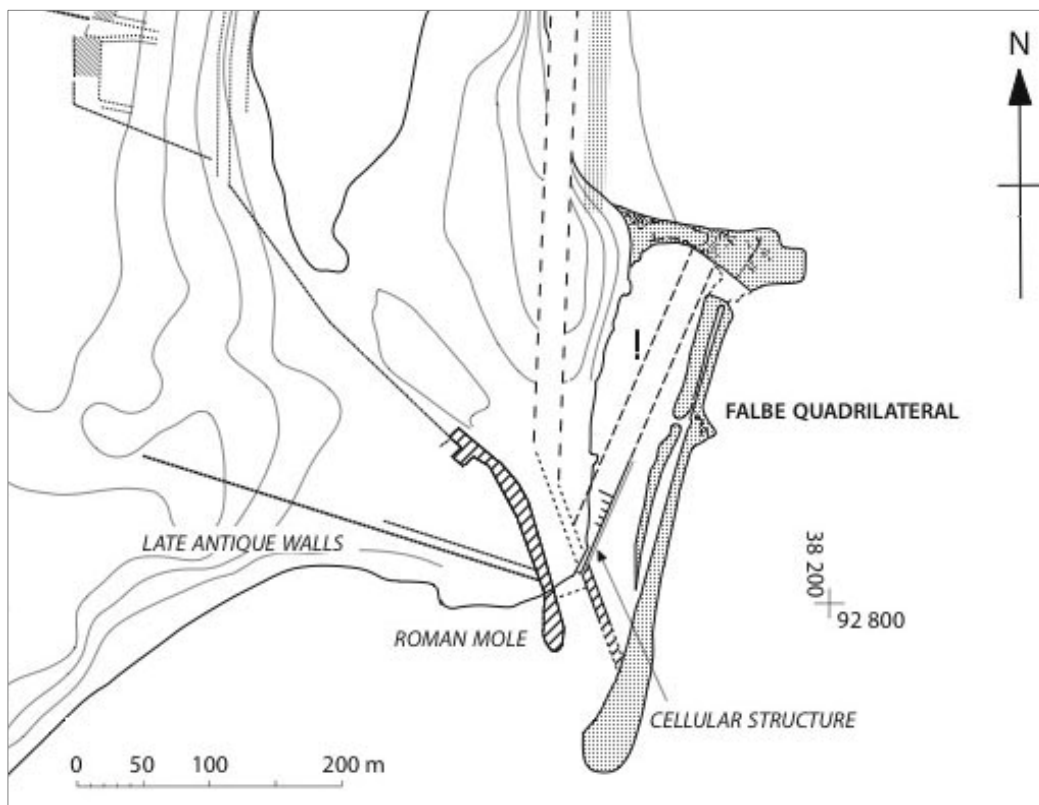 N
!
FALBE QUADRILATERAL
LATE ANTIQUE WALLS
38 200
92 800
ROMAN MOLE
CELLULAR STRUCTURE
0 50 100 200 m